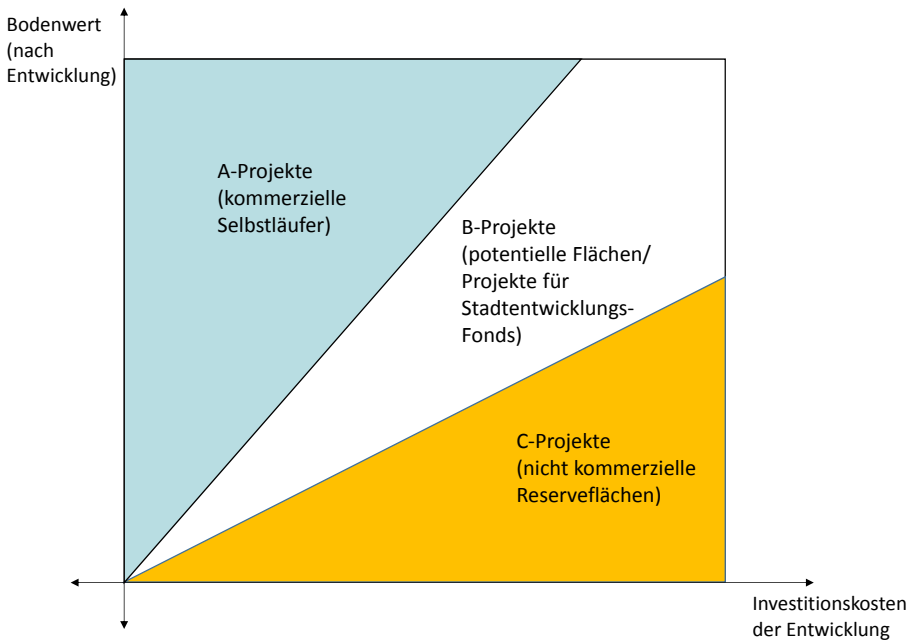 Bodenwert
(nach
Entwicklung)
A-Projekte
(kommerzielle
Selbstläufer)
B-Projekte
(potentielle Flächen/
Projekte für
Stadtentwicklungs-
Fonds)
C-Projekte
(nicht kommerzielle
Reserveflächen)
Investitionskosten
der Entwicklung